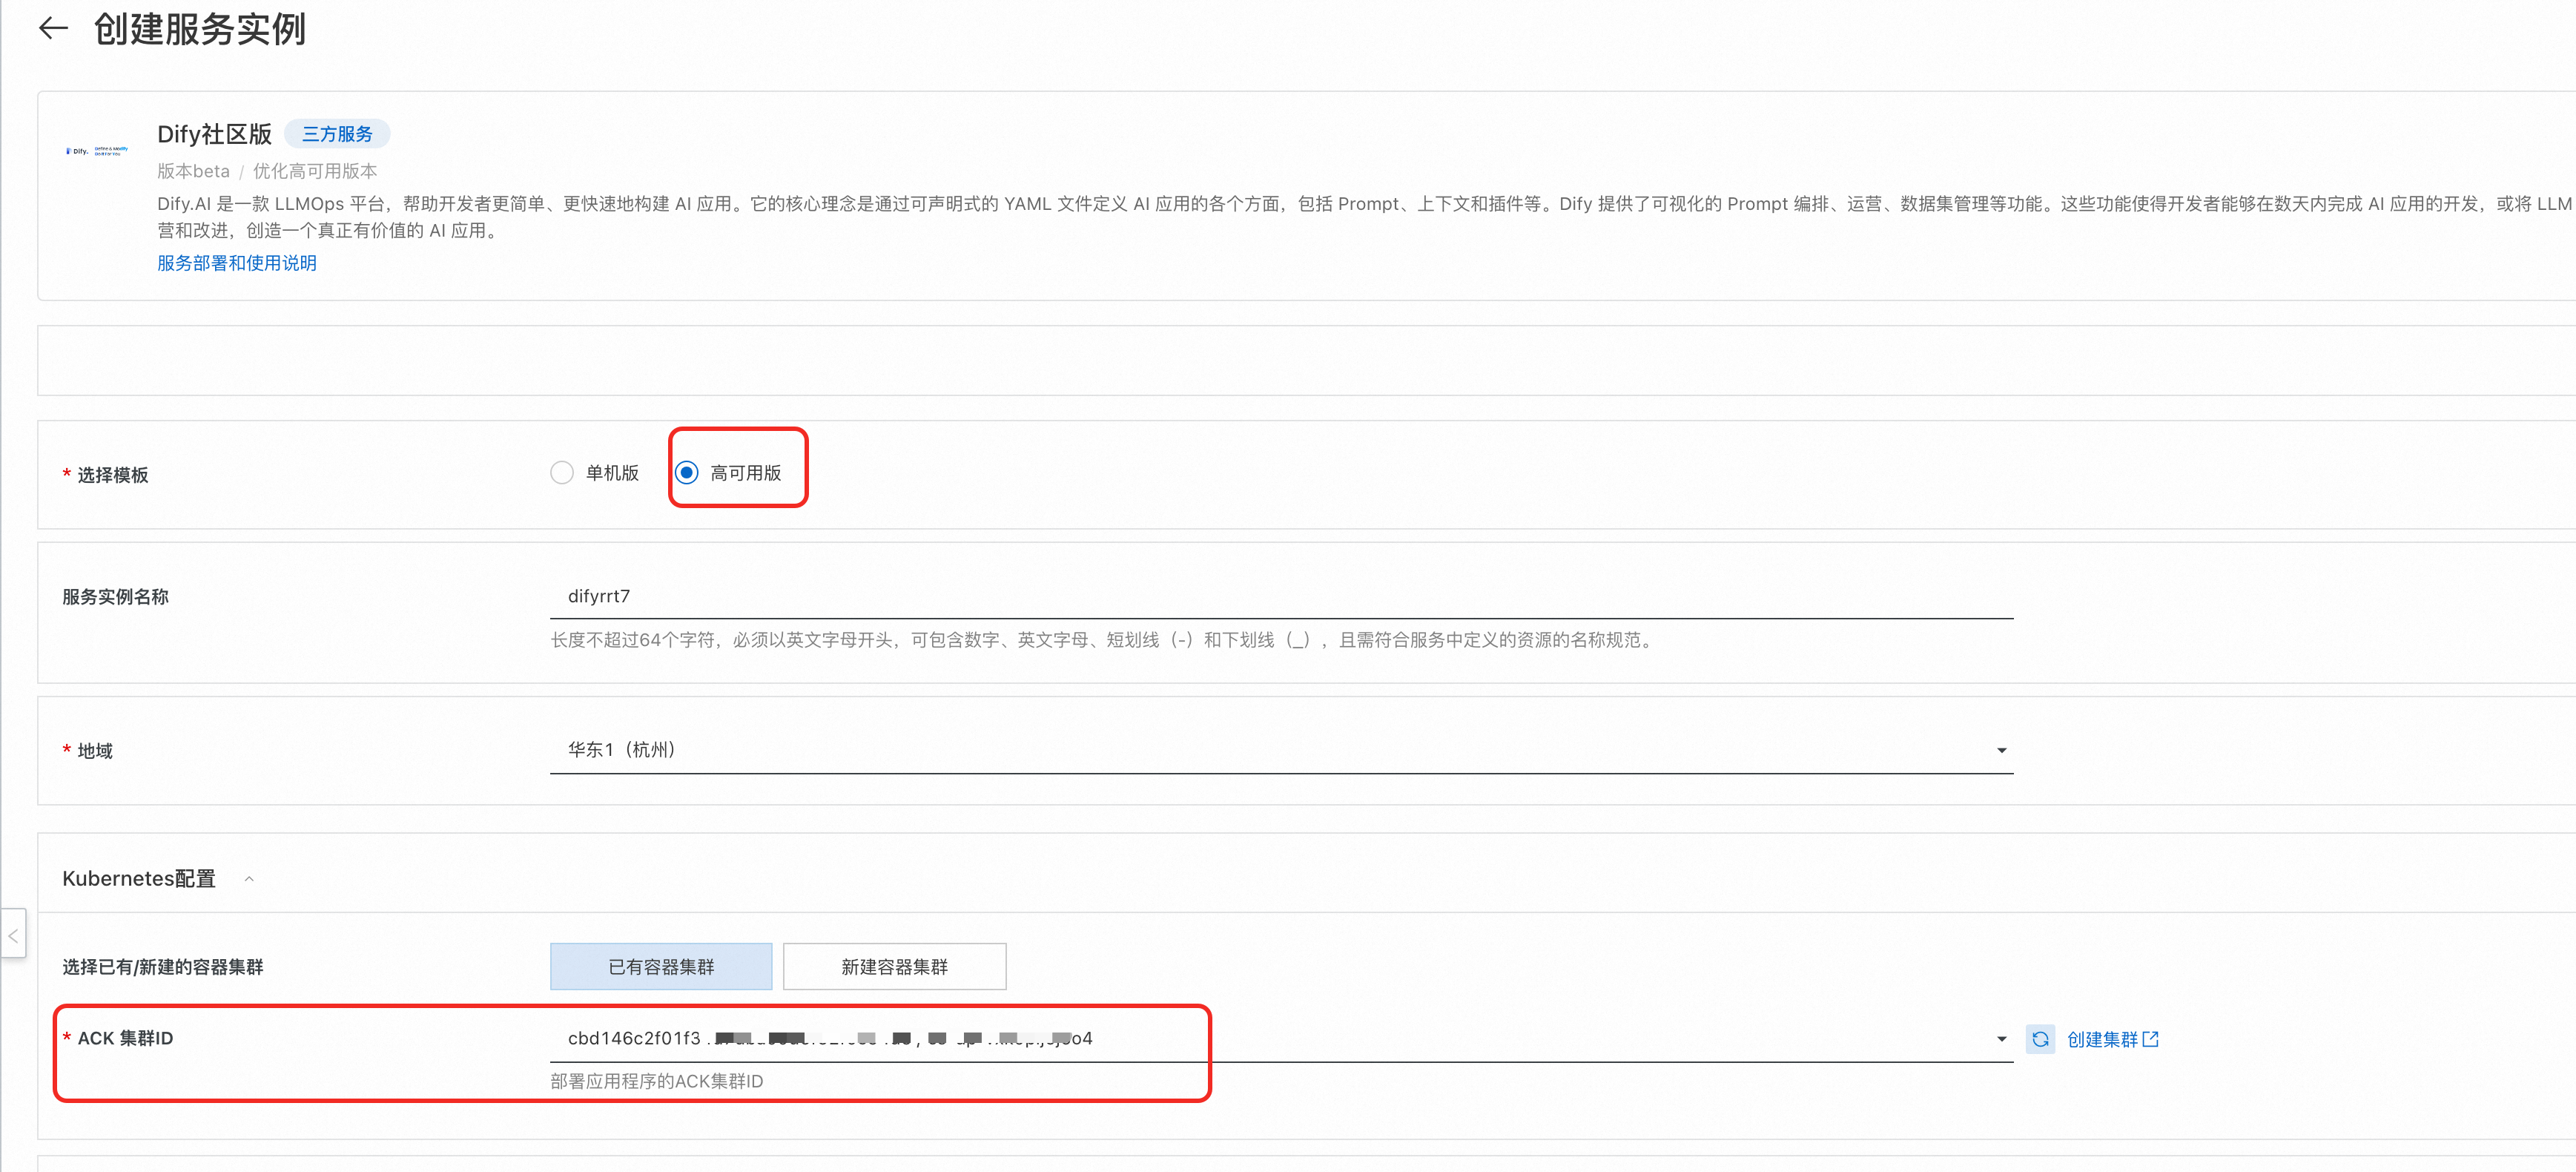 创建服务实例
Dify社区版 三方服务
Dify. Define & Modify
Do It For You
版本beta / 优化高可用版本
Dify.AI 是一款 LLMOps 平台，帮助开发者更简单、更快速地构建 AI 应用。它的核心理念是通过可声明式的 YAML 文件定义 AI 应用的各个方面，包括 Prompt、上下文和插件等。Dify 提供了可视化的 Prompt 编排、运营、数据集管理等功能。这些功能使得开发者能够在数天内完成 AI 应用的开发，或将 LLM
营和改进，创造一个真正有价值的 AI 应用。
服务部署和使用说明
* 选择模板 单机版 高可用版
服务实例名称 difyrrt7
长度不超过64个字符，必须以英文字母开头，可包含数字、英文字母、短划线（-）和下划线（_），且需符合服务中定义的资源的名称规范。
* 地域 华东1（杭州）
Kubernetes配置
选择已有/新建的容器集群 已有容器集群 新建容器集群
* ACK 集群ID cbd146c2f01f3 o4 创建集群
部署应用程序的ACK集群ID